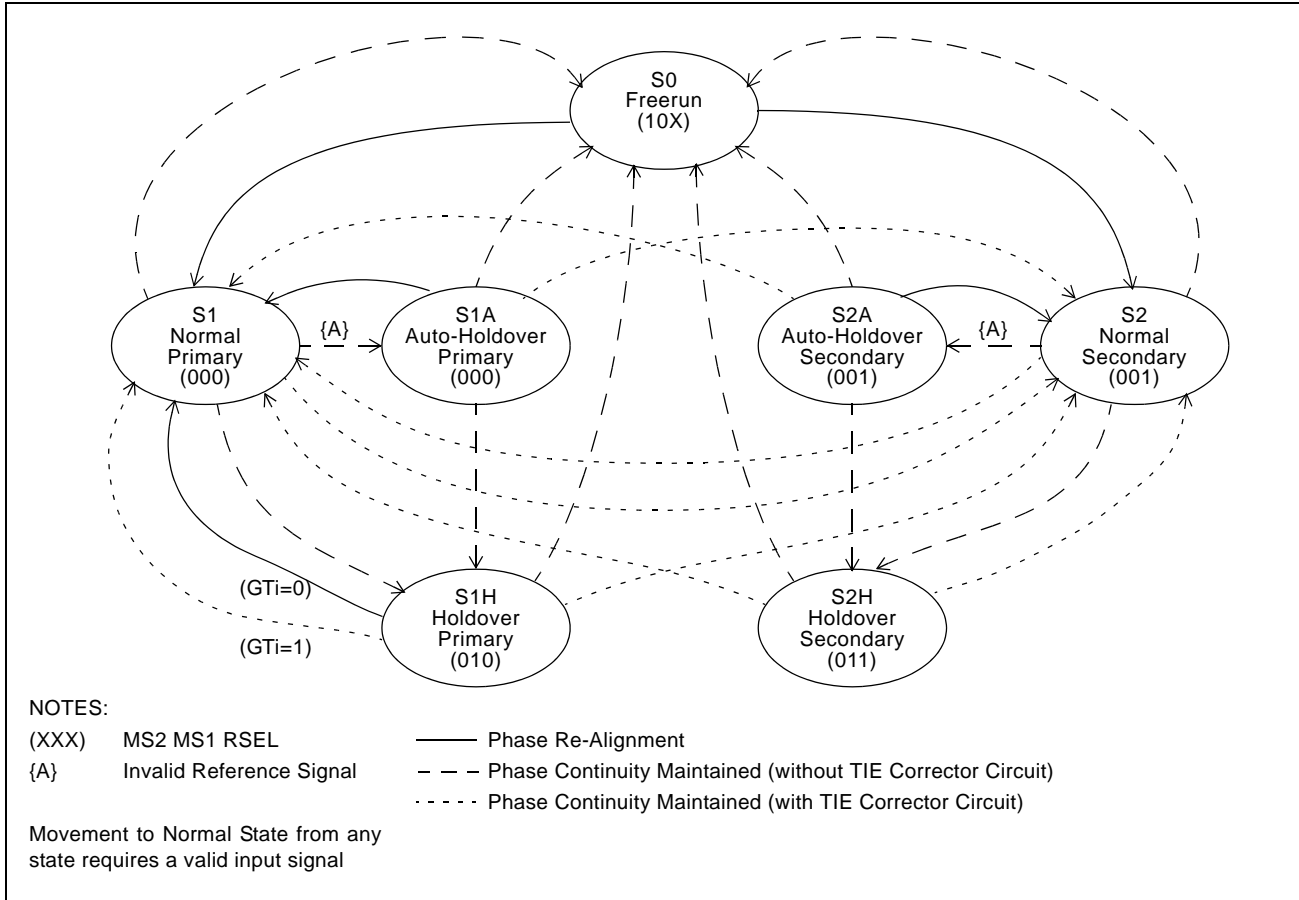 S0
Freerun
(10X)
S1
Normal
Primary
(000)
{A}
S1A
Auto-Holdover
Primary
(000)
S2A
Auto-Holdover
Secondary
(001)
{A}
S2
Normal
Secondary
(001)
(GTi=0)
(GTi=1)
S1H
Holdover
Primary
(010)
S2H
Holdover
Secondary
(011)
NOTES:
(XXX) MS2 MS1 RSEL
{A} Invalid Reference Signal
Phase Re-Alignment
Phase Continuity Maintained (without TIE Corrector Circuit)
Phase Continuity Maintained (with TIE Corrector Circuit)
Movement to Normal State from any
state requires a valid input signal